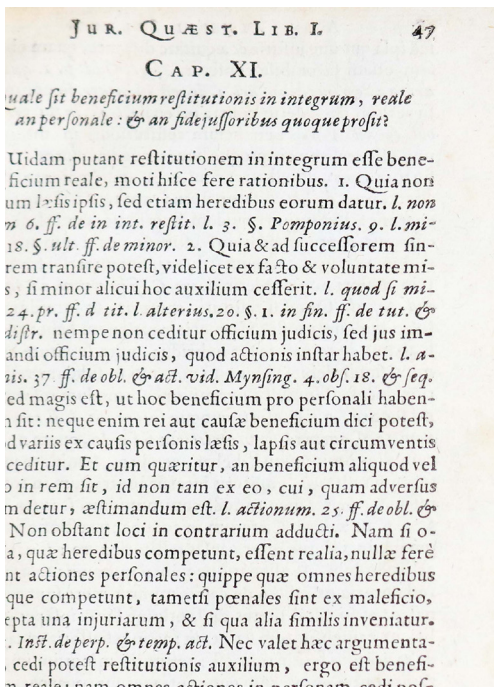 JUR. QUÆST. LIB. I. 47
CAP. XI.
uale ſit beneficium reſtitutionis in integrum, reale
an perſonale: & an fidejuſſoribus quoque proſit?
Uidam putant reſtitutionem in integrum eſſe bene-
ficium reale, moti hiſce fere rationibus. 1. Quia non
um læſis ipſis, ſed etiam heredibus eorum datur. l. non
m 6. ff. de in int. reſtit. l. 3. §. Pomponius. 9. l. mi-
18. §. ult. ff. de minor. 2. Quia & ad ſucceſſorem ſin-
rem tranſire poteſt, videlicet ex facto & voluntate mi-
s, ſi minor alicui hoc auxilium ceſſerit. l. quod ſi mi-
24. pr. ff. d tit. l. alterius. 20. §. 1. in fin. ff. de tut. &
diſtr. nempe non ceditur officium judicis, ſed jus im-
andi officium judicis, quod actionis inſtar habet. l. a-
nis. 37 ff. de obl. & act. vid. Mynſing. 4. obſ. 18. & ſeq.
ed magis eſt, ut hoc beneficium pro perſonali haben-
n ſit: neque enim rei aut cauſæ beneficium dici poteſt,
d variis ex cauſis perſonis læſis, lapſis aut circumventis
ceditur. Et cum quæritur, an beneficium aliquod vel
o in rem ſit, id non tam ex eo, cui, quam adverſus
m detur, æſtimandum eſt. l. actionum. 25. ff. de obl. &
Non obſtant loci in contrarium adducti. Nam ſi o-
a, quæ heredibus competunt, eſſent realia, nullæ ferè
nt actiones perſonales: quippe quæ omnes heredibus
que competunt, tametſi pœnales ſint ex maleficio,
epta una injuriarum, & ſi qua alia ſimilis inveniatur.
. Inſt. de perp. & temp. act. Nec valet hæc argumenta-
, cedi poteſt reſtitutionis auxilium, ergo eſt benefi-
m reale: nam omnes actiones in perſonam cedi poſ-